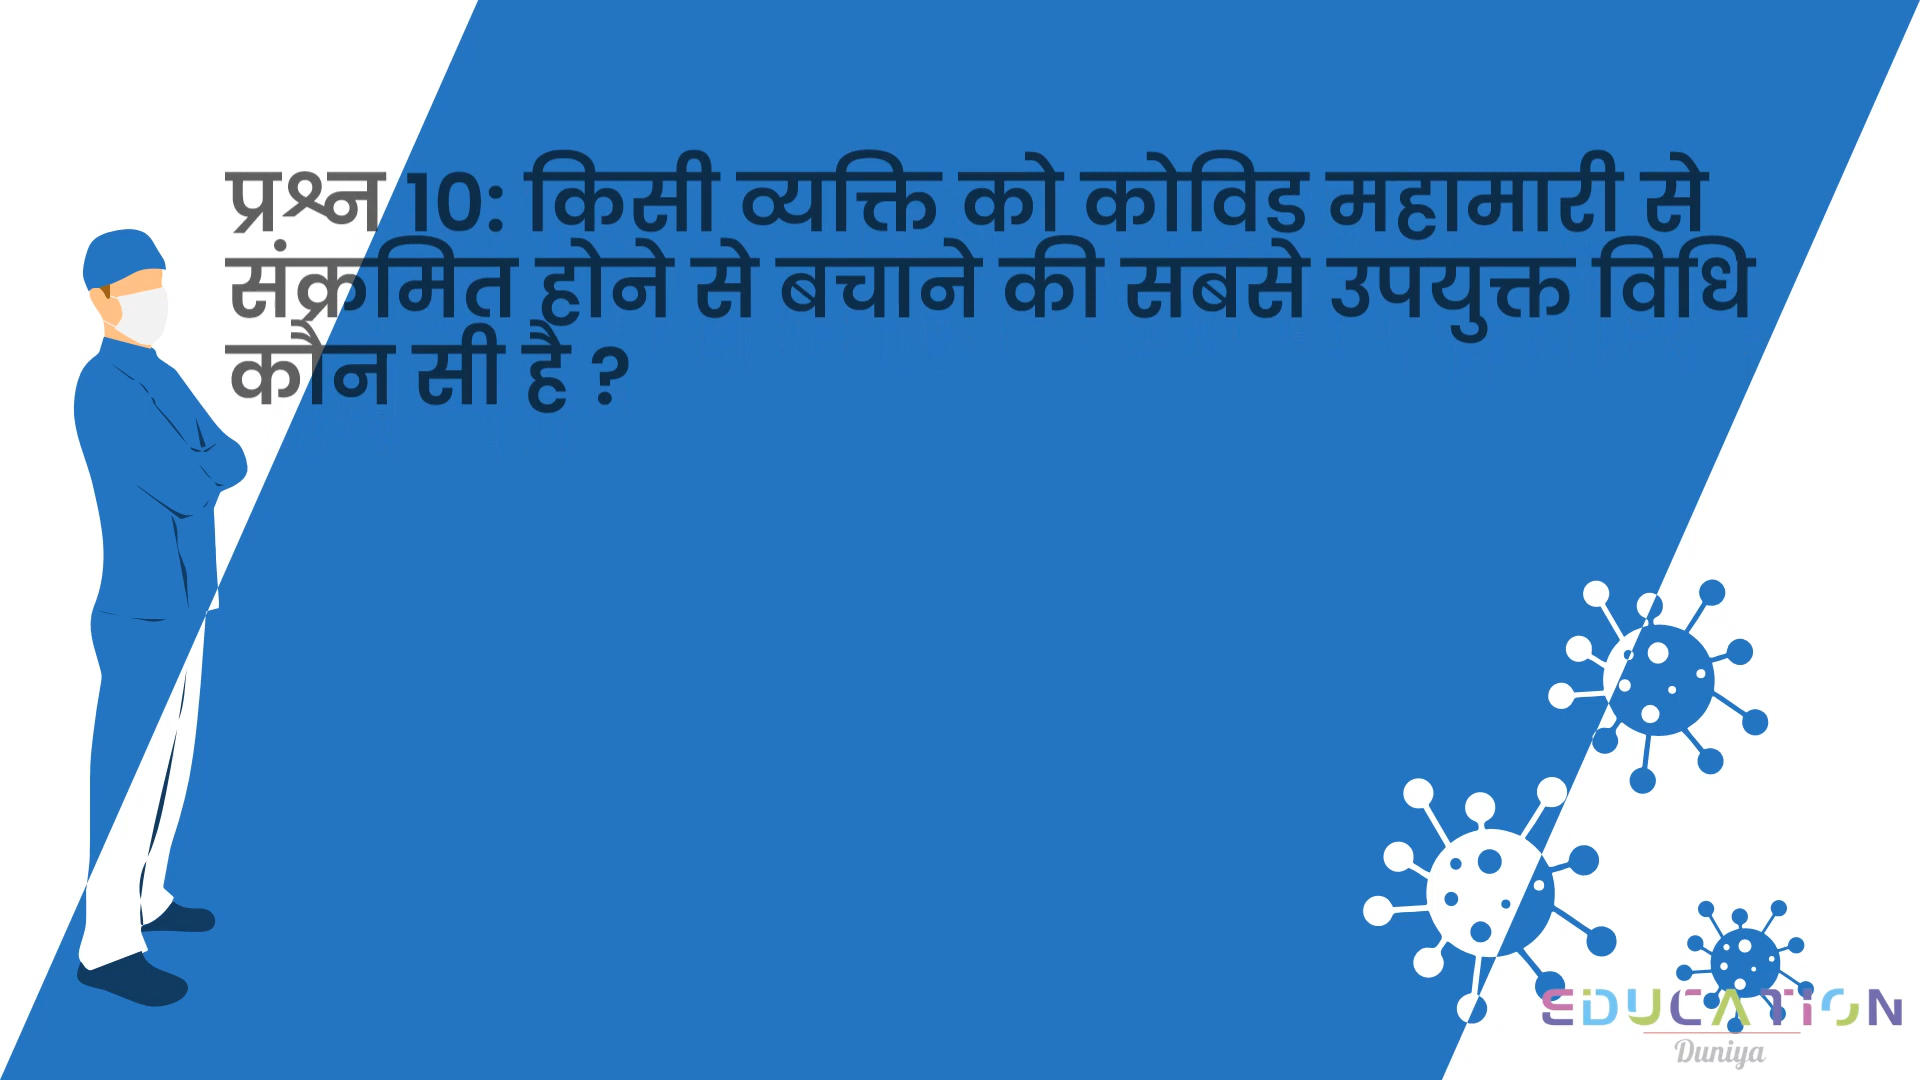 प्रश्न 10: किसी व्यक्ति को कोविड महामारी से
संक्रमित होने से बचाने की सबसे उपयुक्त विधि
कौन सी है ?
EDUCATION
Duniya